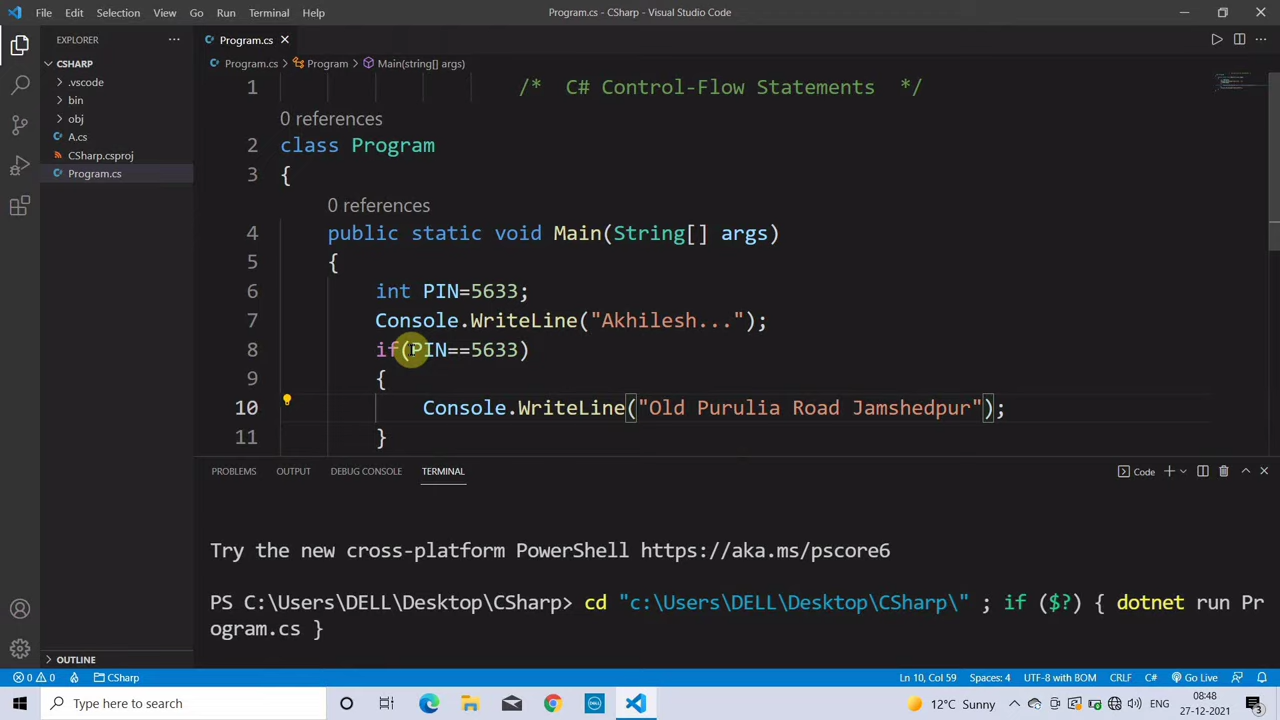 File Edit Selection View Go Run Terminal Help Program.cs - CSharp - Visual Studio Code
EXPLORER
Program.cs
CSHARP
Program.cs > Program > Main(string[] args)
.vscode
bin
obj
A.cs
CSharp.csproj
Program.cs
1 /* C# Control-Flow Statements */
0 references
2 class Program
3 {
0 references
4 public static void Main(String[] args)
5 {
6 int PIN=5633;
7 Console.WriteLine("Akhilesh...");
8 if(PIN==5633)
9 {
10 Console.WriteLine("Old Purulia Road Jamshedpur");
11 }
PROBLEMS OUTPUT DEBUG CONSOLE TERMINAL Code
Try the new cross-platform PowerShell https://aka.ms/pscore6
PS C:\Users\DELL\Desktop\CSharp> cd "c:\Users\DELL\Desktop\CSharp\" ; if ($?) { dotnet run Pr
ogram.cs }
OUTLINE
0 0 CSharp Ln 10, Col 59 Spaces: 4 UTF-8 with BOM CRLF C# Go Live
Type here to search
DELL
12°C Sunny
ENG
08:48
27-12-2021
3